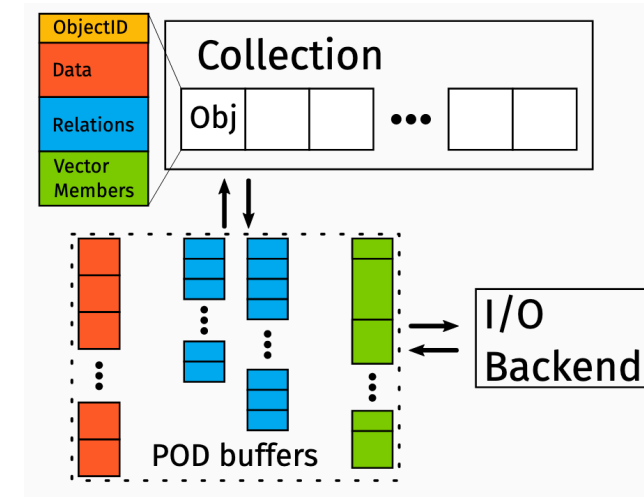 ObjectID
Data
Relations
Vector
Members
Collection
Obj
POD buffers
I/O
Backend